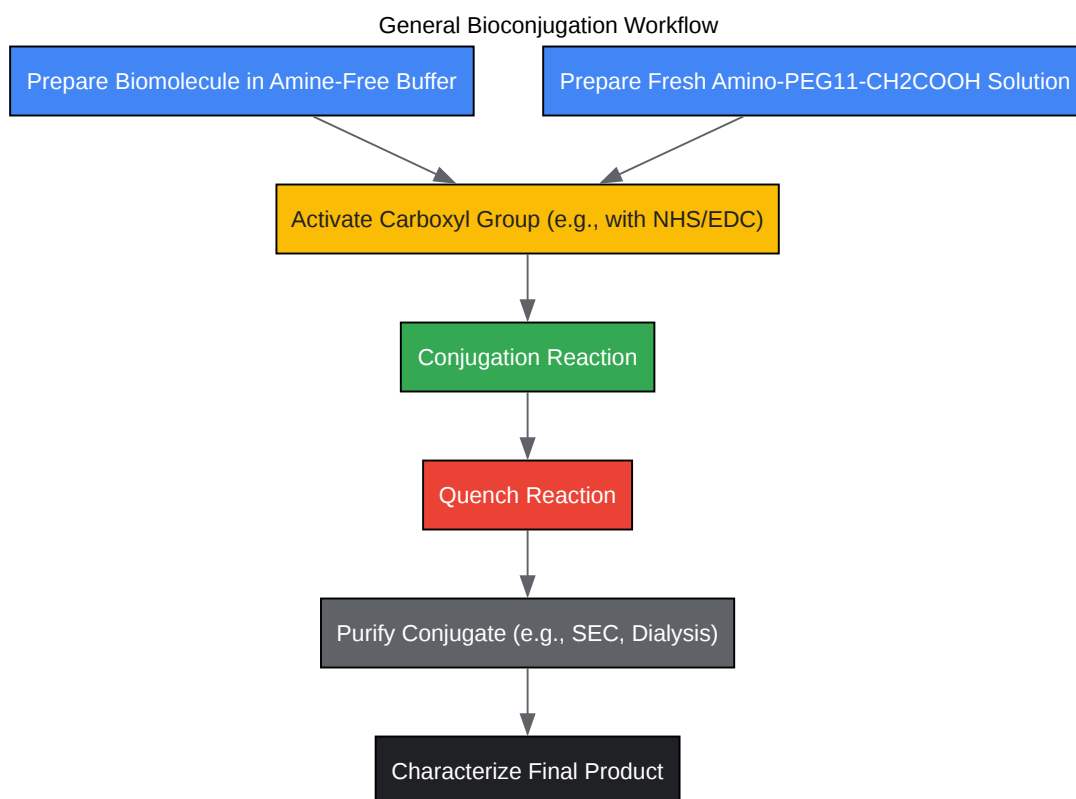 General Bioconjugation Workflow
Prepare Biomolecule in Amine-Free Buffer
Prepare Fresh Amino-PEG11-CH2COOH Solution
Activate Carboxyl Group (e.g., with NHS/EDC)
Conjugation Reaction
Quench Reaction
Purify Conjugate (e.g., SEC, Dialysis)
Characterize Final Product